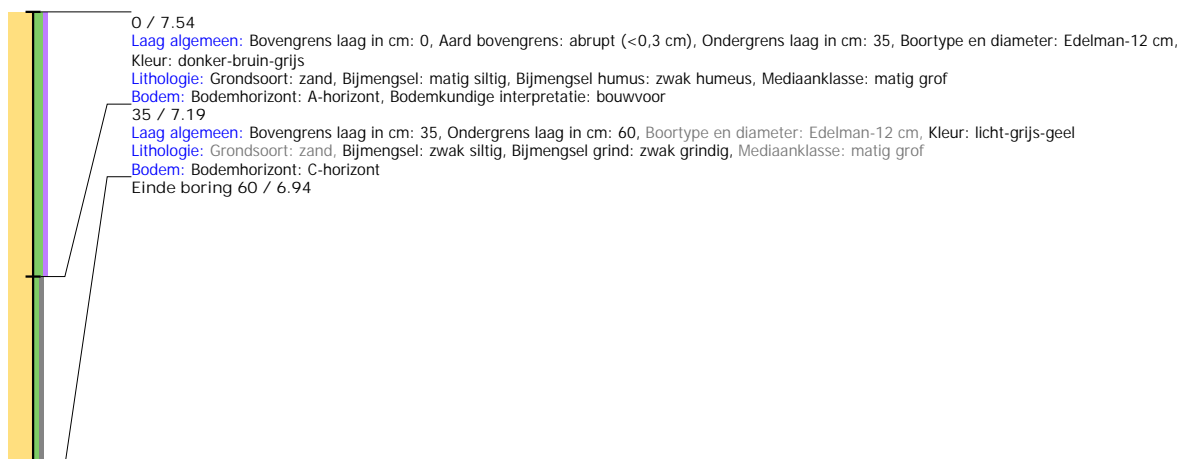 0 / 7.54
Laag algemeen: Bovengrens laag in cm: 0, Aard bovengrens: abrupt (<0,3 cm), Ondergrens laag in cm: 35, Boortype en diameter: Edelman-12 cm,
Kleur: donker-bruin-grijs
Lithologie: Grondsoort: zand, Bijmengsel: matig siltig, Bijmengsel humus: zwak humeus, Mediaanklasse: matig grof
Bodem: Bodemhorizont: A-horizont, Bodemkundige interpretatie: bouwvoor
35 / 7.19
Laag algemeen: Bovengrens laag in cm: 35, Ondergrens laag in cm: 60, Boortype en diameter: Edelman-12 cm, Kleur: licht-grijs-geel
Lithologie: Grondsoort: zand, Bijmengsel: zwak siltig, Bijmengsel grind: zwak grindig, Mediaanklasse: matig grof
Bodem: Bodemhorizont: C-horizont
Einde boring 60 / 6.94